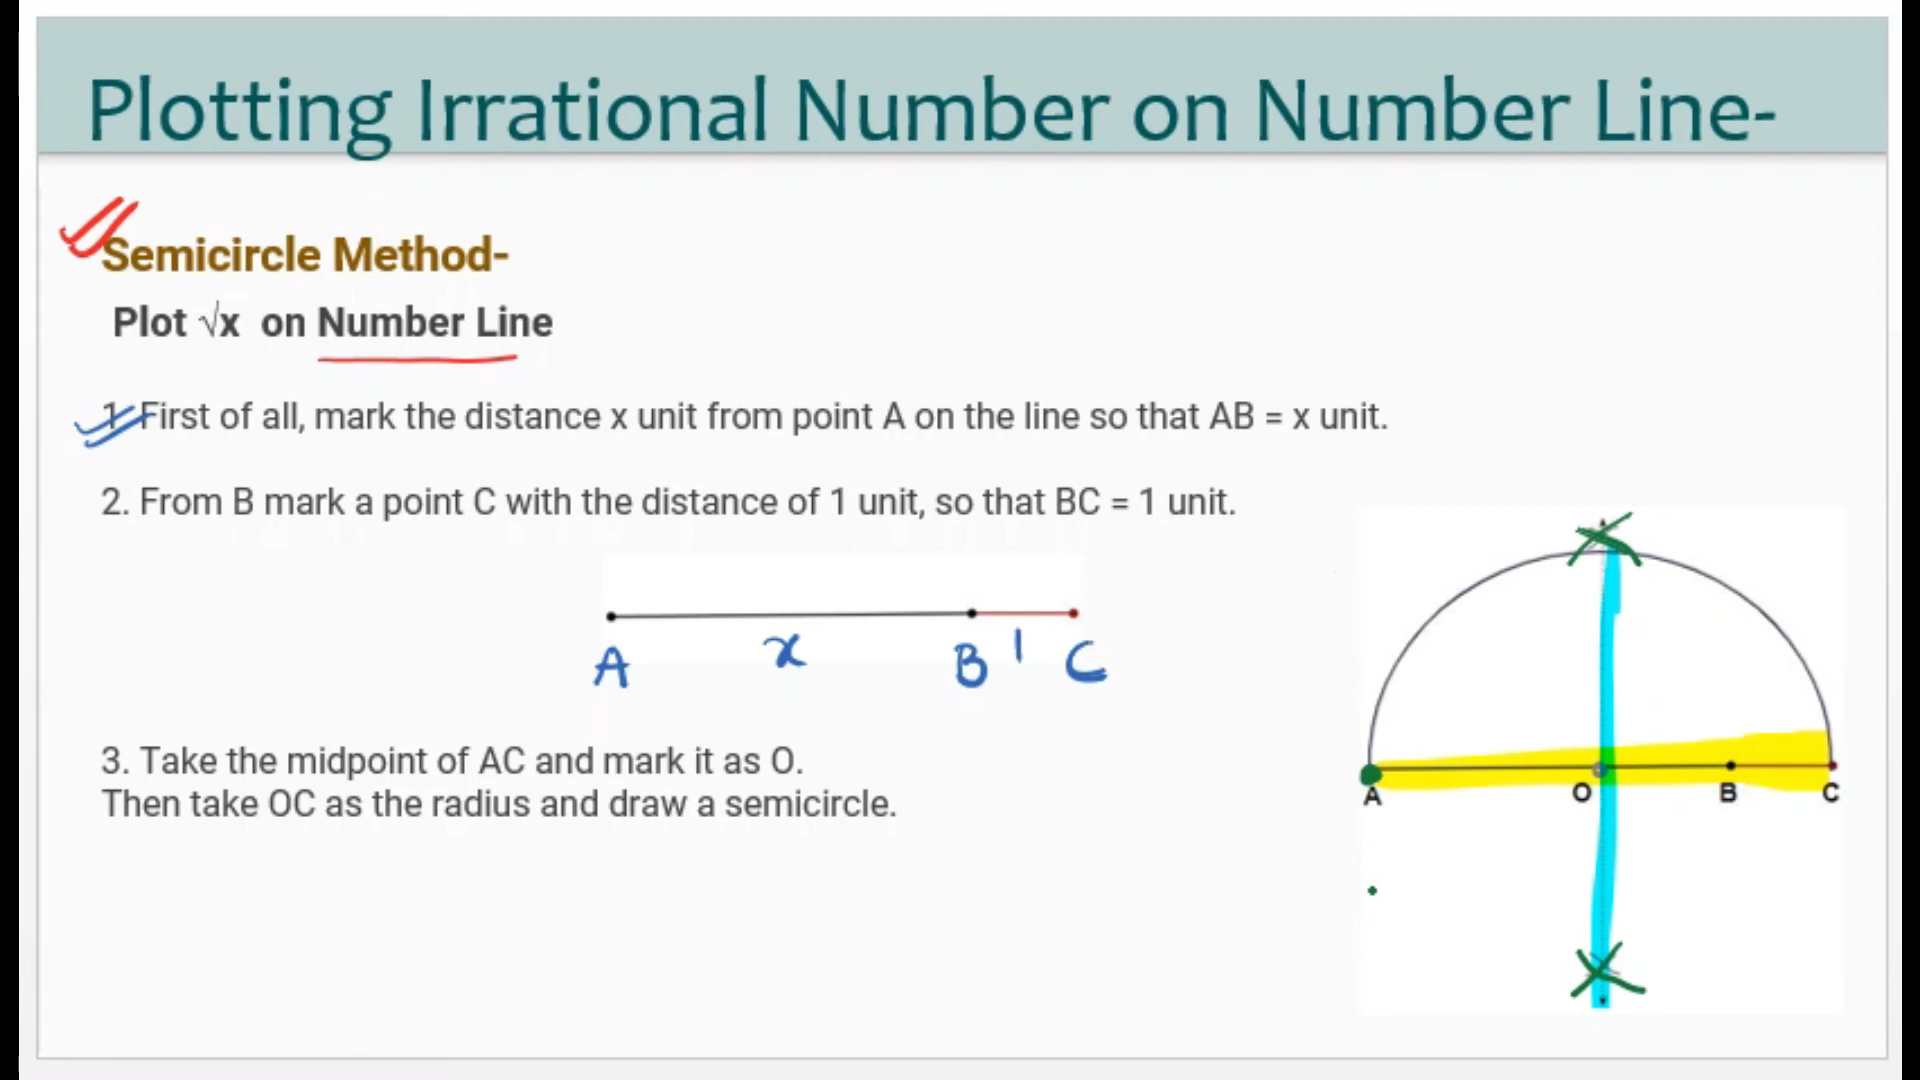 Plotting Irrational Number on Number Line-
Semicircle Method-
Plot √x on Number Line
1. First of all, mark the distance x unit from point A on the line so that AB = x unit.
2. From B mark a point C with the distance of 1 unit, so that BC = 1 unit.
A x B 1 C
3. Take the midpoint of AC and mark it as O.
Then take OC as the radius and draw a semicircle.
A O B C